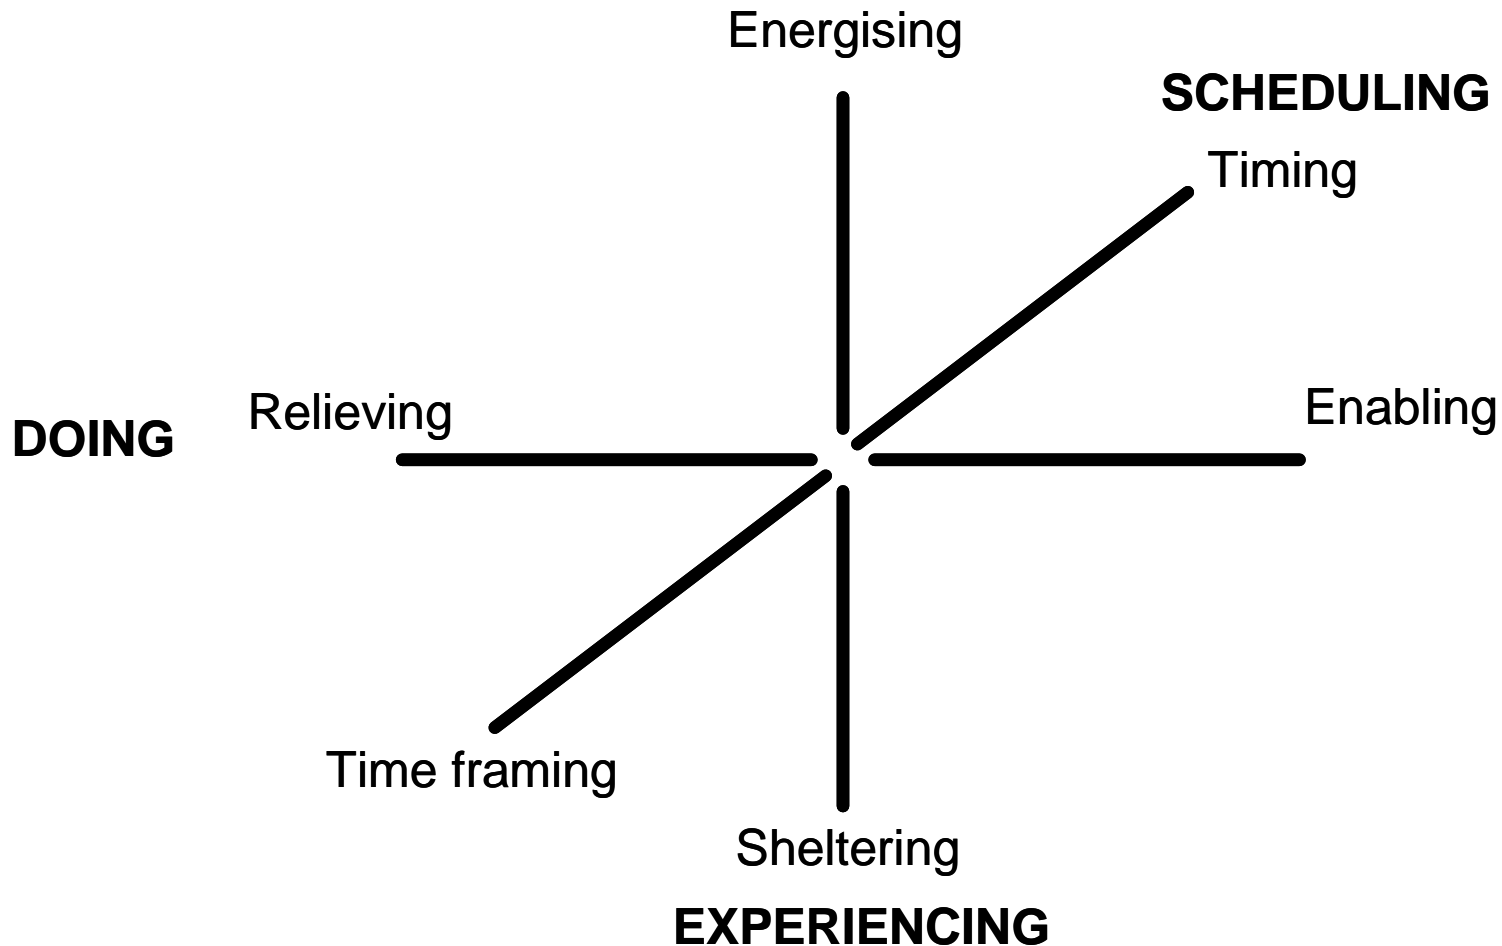 Energising
SCHEDULING
Timing
Enabling
Relieving
DOING
Time framing
Sheltering
EXPERIENCING